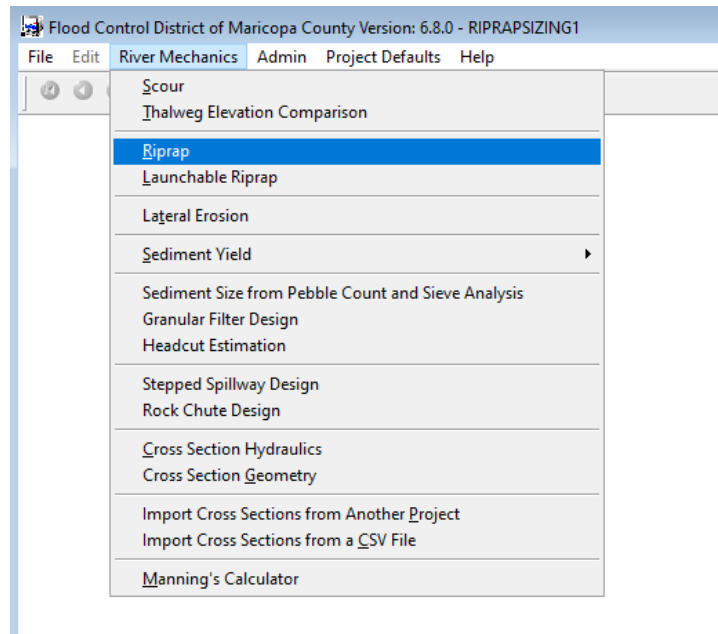 Flood Control District of Maricopa County Version: 6.8.0 - RIPRAPSIZING1
File Edit River Mechanics Admin Project Defaults Help
Scour
Thalweg Elevation Comparison
Riprap
Launchable Riprap
Lateral Erosion
Sediment Yield
Sediment Size from Pebble Count and Sieve Analysis
Granular Filter Design
Headcut Estimation
Stepped Spillway Design
Rock Chute Design
Cross Section Hydraulics
Cross Section Geometry
Import Cross Sections from Another Project
Import Cross Sections from a CSV File
Manning's Calculator